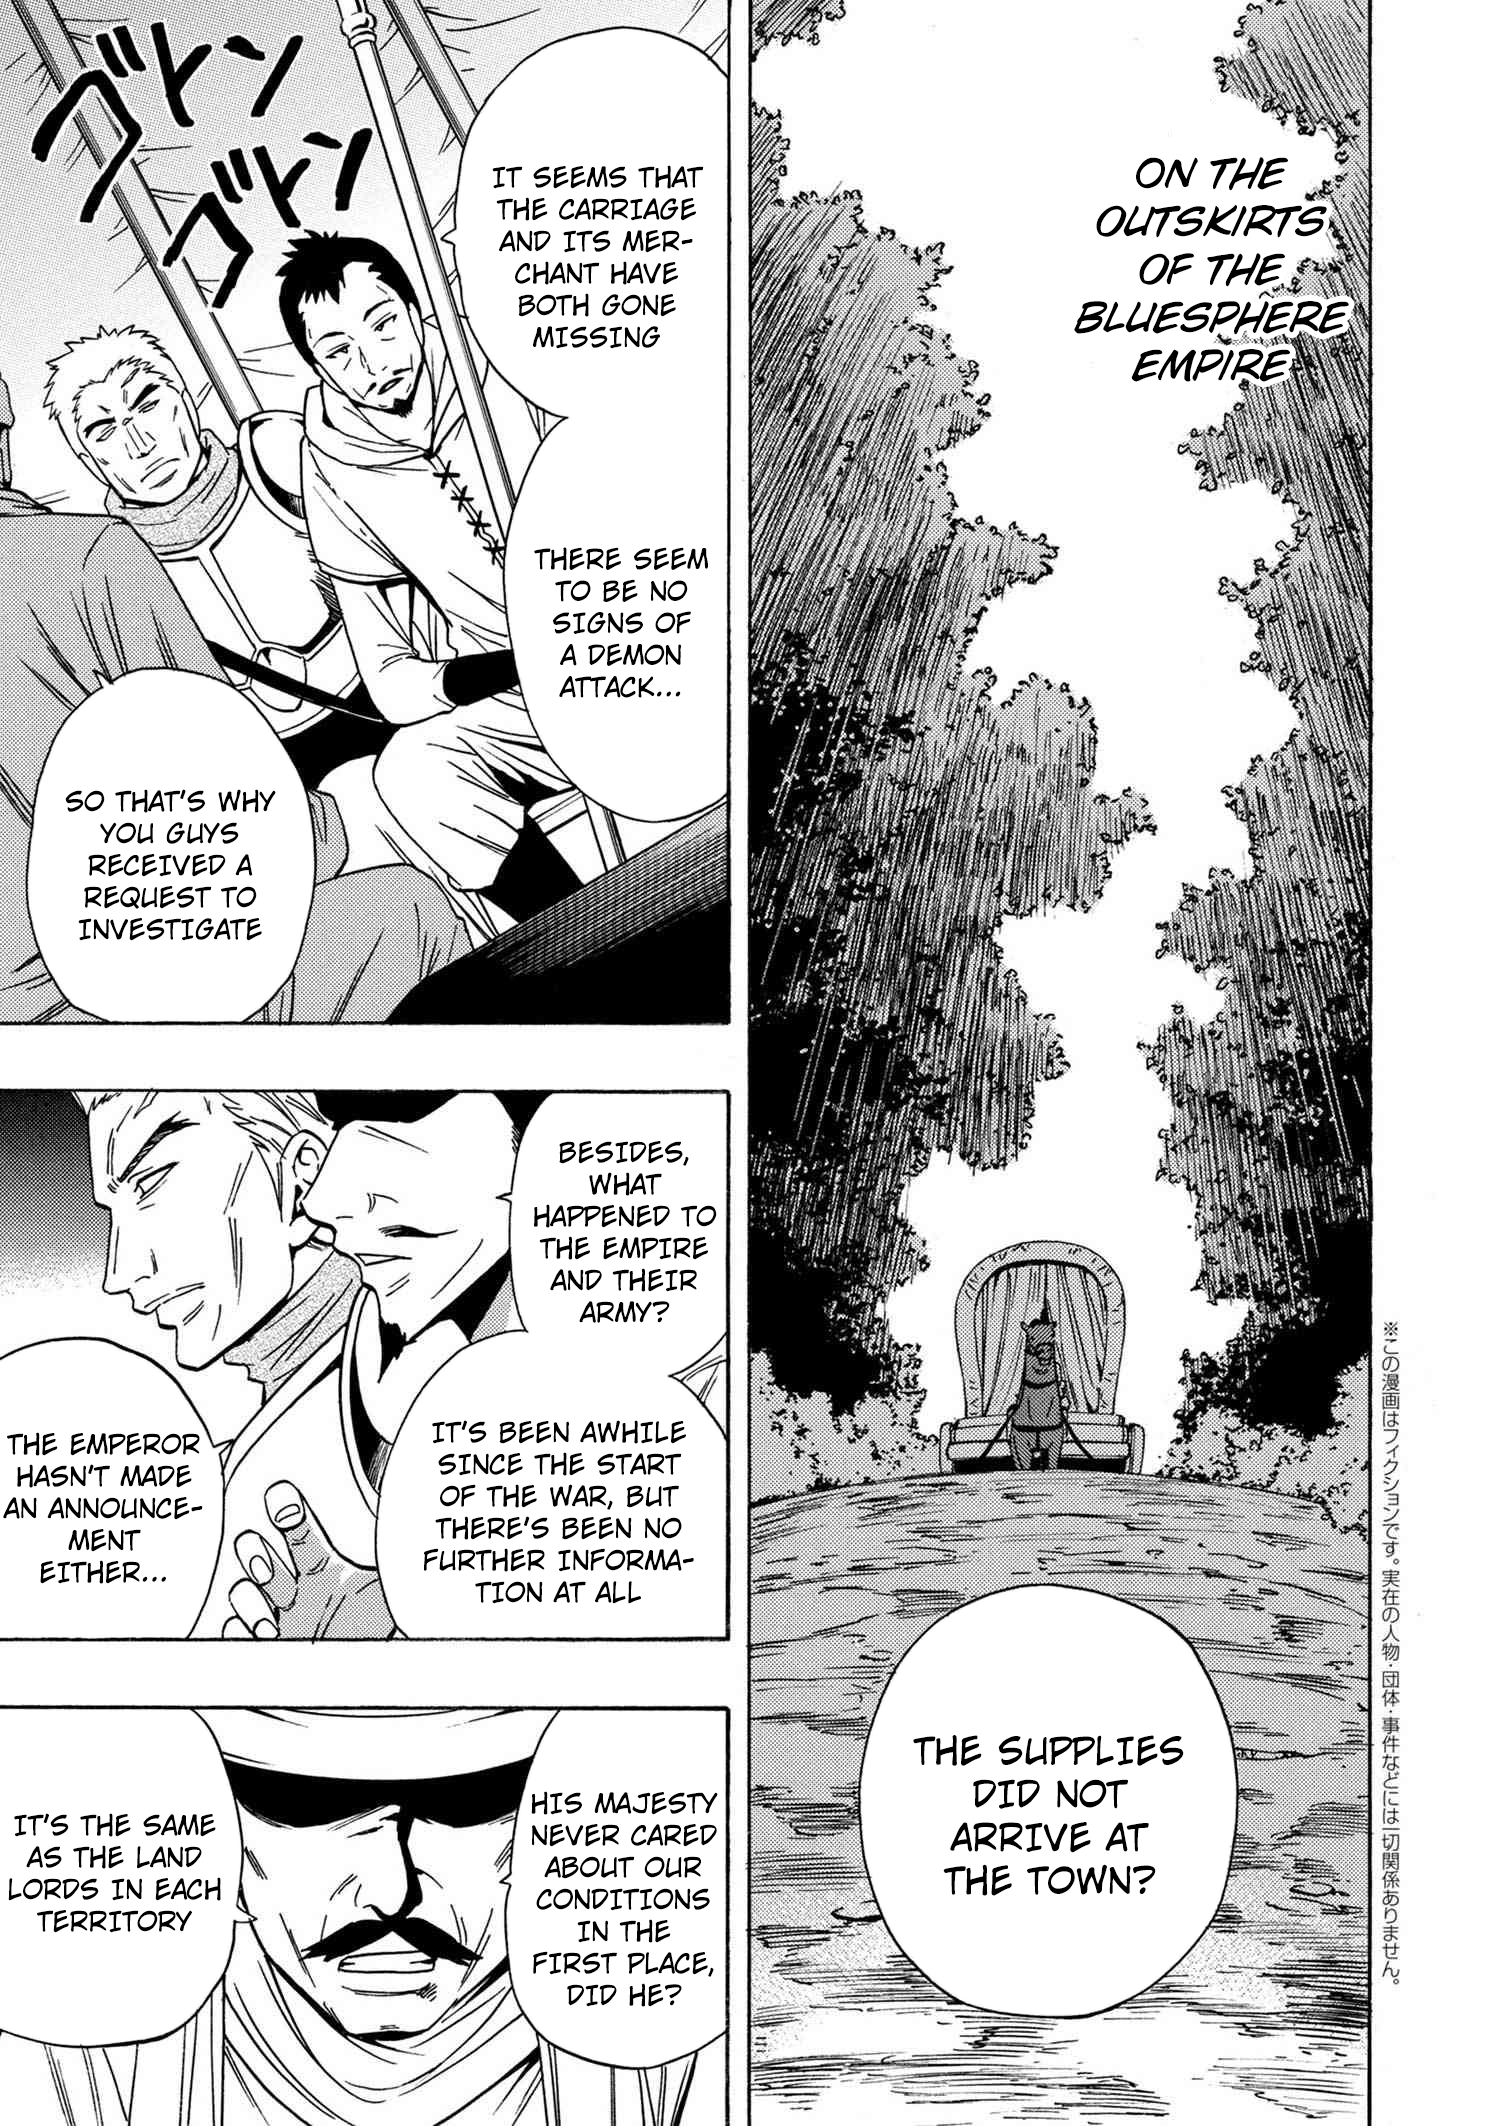 ON THE
OUTSKIRTS
OF THE
BLUESPHERE
EMPIRE
THE SUPPLIES
DID NOT
ARRIVE AT
THE TOWN?
※この漫画はフィクションです。実在の人物・団体・事件などには一切関係ありません。
IT SEEMS THAT
THE CARRIAGE
AND ITS MER-
CHANT HAVE
BOTH GONE
MISSING
THERE SEEM
TO BE NO
SIGNS OF
A DEMON
ATTACK...
ゴトン
ゴトン
SO THAT'S WHY
YOU GUYS
RECEIVED A
REQUEST TO
INVESTIGATE
BESIDES,
WHAT
HAPPENED TO
THE EMPIRE
AND THEIR
ARMY?
IT'S BEEN AWHILE
SINCE THE START
OF THE WAR, BUT
THERE'S BEEN NO
FURTHER INFORMA-
TION AT ALL
THE EMPEROR
HASN'T MADE
AN ANNOUNCE-
MENT
EITHER...
HIS MAJESTY
NEVER CARED
ABOUT OUR
CONDITIONS
IN THE
FIRST PLACE,
DID HE?
IT'S THE SAME
AS THE LAND
LORDS IN EACH
TERRITORY